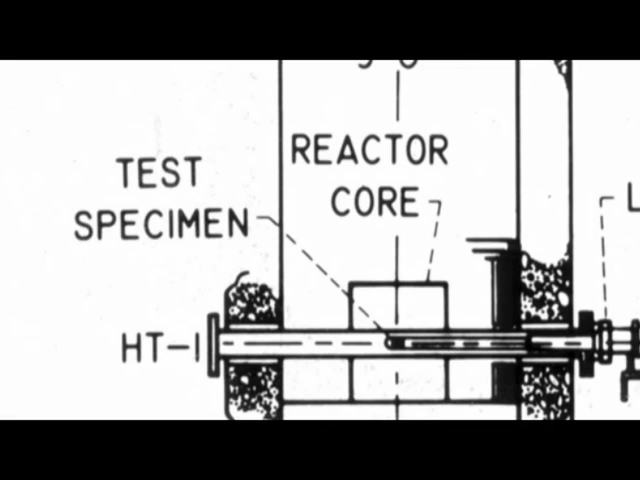 REACTOR
CORE
TEST
SPECIMEN
HT-1
L